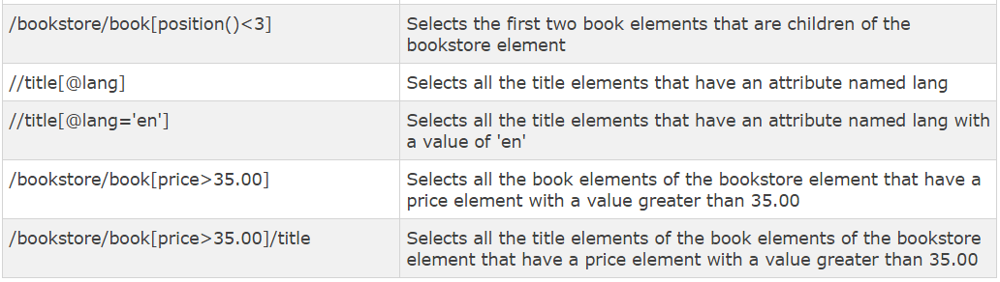 /bookstore/book[position()<3]
Selects the first two book elements that are children of the
bookstore element
//title[@lang]
Selects all the title elements that have an attribute named lang
//title[@lang='en']
Selects all the title elements that have an attribute named lang with
a value of 'en'
/bookstore/book[price>35.00]
Selects all the book elements of the bookstore element that have a
price element with a value greater than 35.00
/bookstore/book[price>35.00]/title
Selects all the title elements of the book elements of the bookstore
element that have a price element with a value greater than 35.00